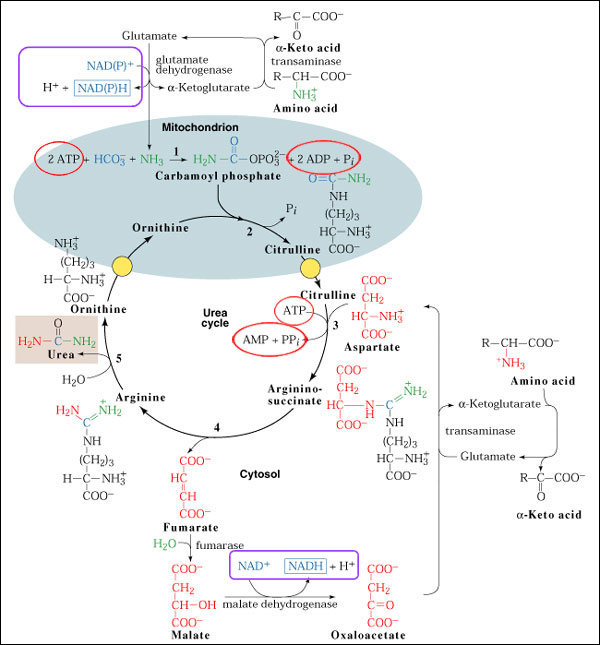 R—C—COO⁻
O
Glutamate
α-Keto acid
NAD(P)⁺
glutamate
dehydrogenase
transaminase
R—CH—COO⁻
H⁺ + NAD(P)H
α-Ketoglutarate
NH₃⁺
Amino acid
Mitochondrion
2 ATP + HCO₃⁻ + NH₃
1
H₂N—C—OPO₃²⁻ + 2 ADP + Pi
O
Carbamoyl phosphate
O=C—NH₂
NH
(CH₂)₃
H—C—NH₃⁺
COO⁻
Pi
Ornithine
2
Citrulline
NH₃⁺
(CH₂)₃
H—C—NH₃⁺
COO⁻
Ornithine
Citrulline
COO⁻
CH₂
H—C—NH₃⁺
COO⁻
Aspartate
Urea
cycle
ATP
3
AMP + PPi
O
H₂N—C—NH₂
Urea
5
H₂O
R—CH—COO⁻
⁺NH₃
Amino acid
Arginine
Arginino-
succinate
COO⁻
CH₂
H—C—N—C=NH₂⁺
H
COO⁻
NH
(CH₂)₃
H—C—NH₃⁺
COO⁻
α-Ketoglutarate
transaminase
Glutamate
H₂N—C=NH₂⁺
NH
(CH₂)₃
H—C—NH₃⁺
COO⁻
4
Cytosol
R—C—COO⁻
O
α-Keto acid
COO⁻
HC
CH
COO⁻
Fumarate
H₂O
fumarase
NAD⁺
NADH + H⁺
COO⁻
CH₂
CH—OH
COO⁻
Malate
malate dehydrogenase
COO⁻
CH₂
C=O
COO⁻
Oxaloacetate